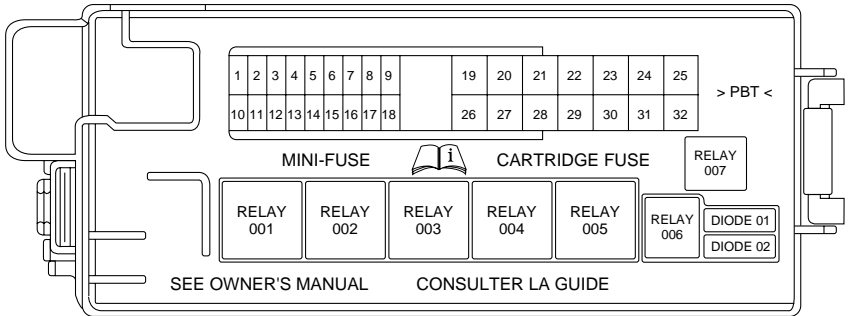 1 2 3 4 5 6 7 8 9 19 20 21 22 23 24 25
> PBT <
10 11 12 13 14 15 16 17 18 26 27 28 29 30 31 32
MINI-FUSE i CARTRIDGE FUSE
RELAY
007
RELAY
001
RELAY
002
RELAY
003
RELAY
004
RELAY
005
RELAY
006
DIODE 01
DIODE 02
SEE OWNER'S MANUAL CONSULTER LA GUIDE